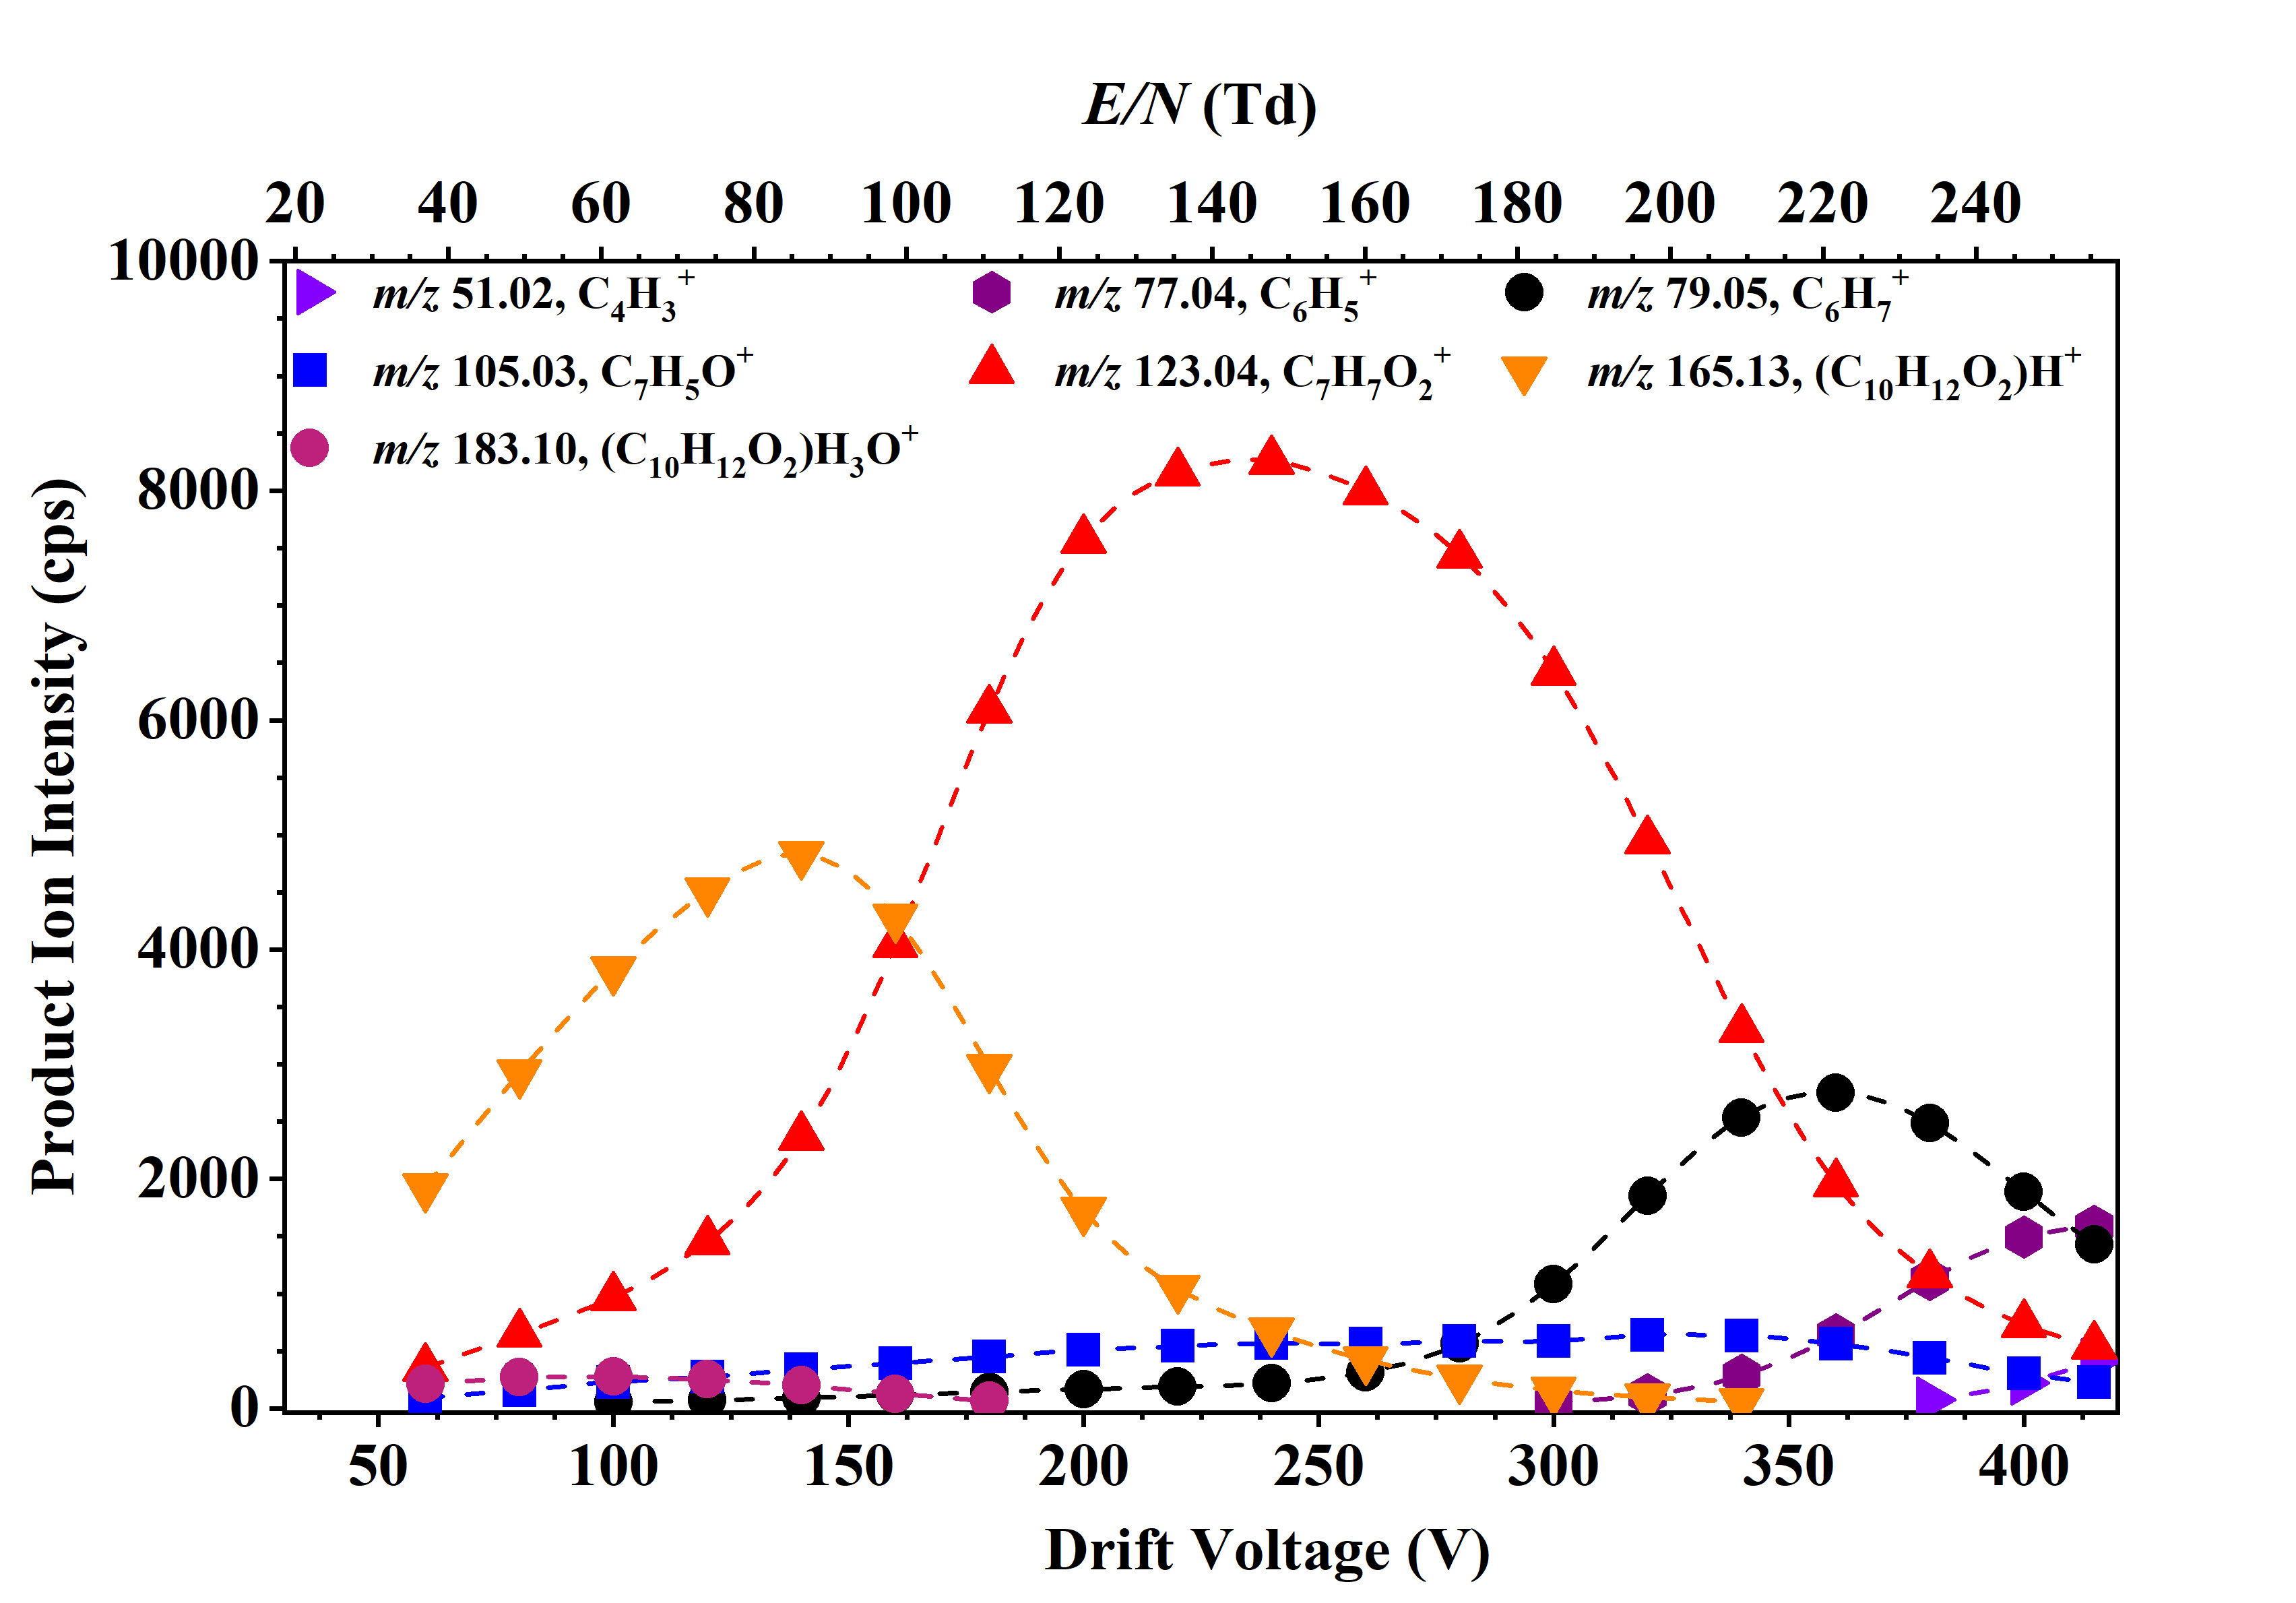 E/N (Td)
20 40 60 80 100 120 140 160 180 200 220 240
10000
8000
6000
4000
2000
0
Product Ion Intensity (cps)
m/z 51.02, C₄H₃⁺ m/z 77.04, C₆H₅⁺ m/z 79.05, C₆H₇⁺
m/z 105.03, C₇H₅O⁺ m/z 123.04, C₇H₇O₂⁺ m/z 165.13, (C₁₀H₁₂O₂)H⁺
m/z 183.10, (C₁₀H₁₂O₂)H₃O⁺
50 100 150 200 250 300 350 400
Drift Voltage (V)